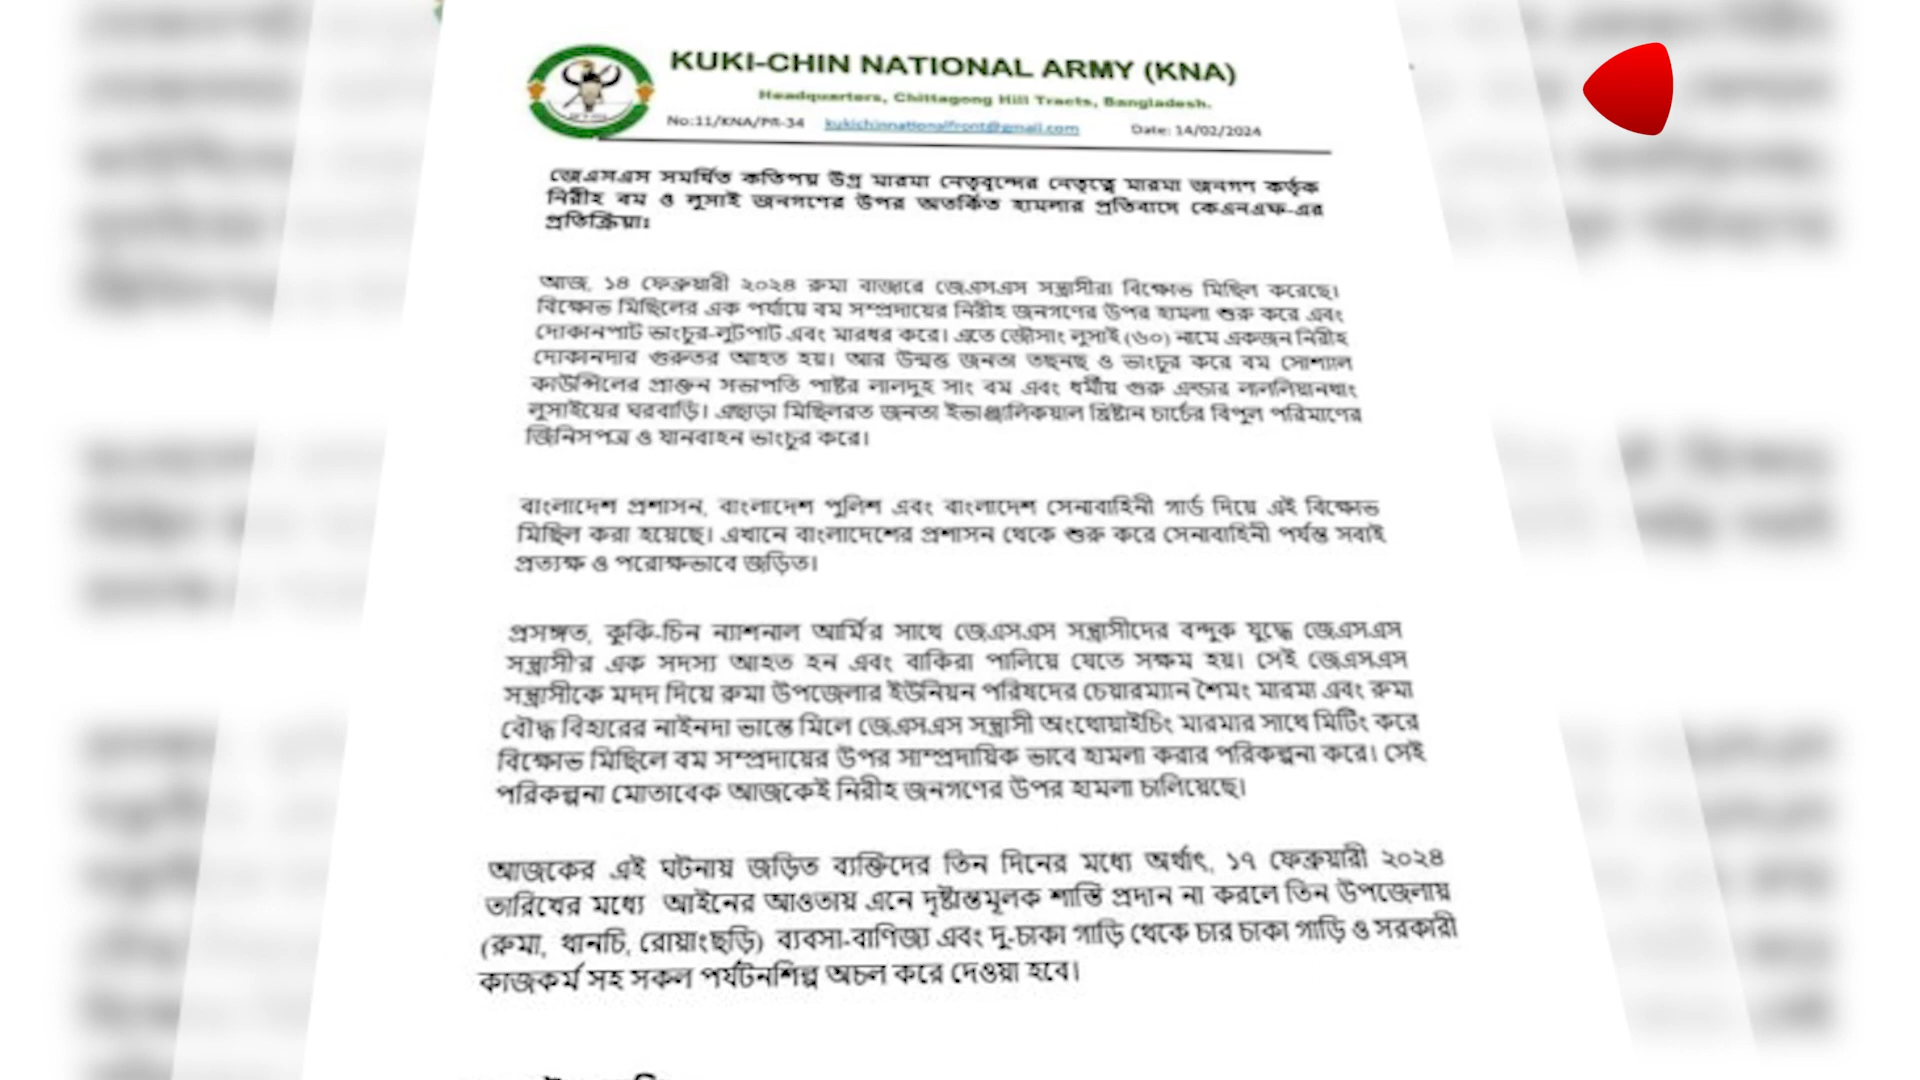 KUKI-CHIN NATIONAL ARMY (KNA)
Headquarters, Chittagong Hill Tracts, Bangladesh.
No:11/KNA/PR-34 kukichinnationalfront@gmail.com Date: 14/02/2024
জেএসএস সমর্থিত কতিপয় উগ্র মারমা নেতৃবৃন্দের নেতৃত্বে মারমা জনগণ কর্তৃক
নিরীহ বম ও লুসাই জনগণের উপর অতর্কিত হামলার প্রতিবাসে কেএনএফ-এর
প্রতিক্রিয়াঃ
আজ, ১৪ ফেব্রুয়ারী ২০২৪ রুমা বাজারে জেএসএস সন্ত্রাসীরা বিক্ষোভ মিছিল করেছে।
বিক্ষোভ মিছিলের এক পর্যায়ে বম সম্প্রদায়ের নিরীহ জনগণের উপর হামলা শুরু করে এবং
দোকানপাট ভাংচুর-লুটপাট এবং মারধর করে। এতে লুসাই (৬০) নামে একজন নিরীহ
দোকানদার গুরুতর আহত হয়। আর উন্মত্ত জনতা তছনছ ও ভাংচুর করে বম সোশ্যাল
কাউন্সিলের প্রাক্তন সভাপতি পাষ্টর লালদুহ সাং বম এবং ধর্মীয় গুরু এল্ডার লাললিয়ানথাং
লুসাইয়ের ঘরবাড়ি। এছাড়া মিছিলরত জনতা ইভাঞ্জালিকয়াল খ্রিষ্টান চার্চের বিপুল পরিমাণের
জিনিসপত্র ও যানবাহন ভাংচুর করে।
বাংলাদেশ প্রশাসন, বাংলাদেশ পুলিশ এবং বাংলাদেশ সেনাবাহিনী গার্ড দিয়ে এই বিক্ষোভ
মিছিল করা হয়েছে। এখানে বাংলাদেশের প্রশাসন থেকে শুরু করে সেনাবাহিনী পর্যন্ত সবাই
প্রত্যক্ষ ও পরোক্ষভাবে জড়িত।
প্রসঙ্গত, কুকি-চিন ন্যাশনাল আর্মি'র সাথে জেএসএস সন্ত্রাসীদের বন্দুক যুদ্ধে জেএসএস
সন্ত্রাসী'র এক সদস্য আহত হন এবং বাকিরা পালিয়ে যেতে সক্ষম হয়। সেই জেএসএস
সন্ত্রাসীকে মদদ দিয়ে রুমা উপজেলার ইউনিয়ন পরিষদের চেয়ারম্যান শৈমং মারমা এবং রুমা
বৌদ্ধ বিহারের নাইনদা ভান্তে মিলে জেএসএস সন্ত্রাসী অংথোয়াইচিং মারমার সাথে মিটিং করে
বিক্ষোভ মিছিলে বম সম্প্রদায়ের উপর সাম্প্রদায়িক ভাবে হামলা করার পরিকল্পনা করে। সেই
পরিকল্পনা মোতাবেক আজকেই নিরীহ জনগণের উপর হামলা চালিয়েছে।
আজকের এই ঘটনায় জড়িত ব্যক্তিদের তিন দিনের মধ্যে অর্থাৎ, ১৭ ফেব্রুয়ারী ২০২৪
তারিখের মধ্যে আইনের আওতায় এনে দৃষ্টান্তমূলক শাস্তি প্রদান না করলে তিন উপজেলায়
(রুমা, থানচি, রোয়াংছড়ি) ব্যবসা-বাণিজ্য এবং দু-চাকা গাড়ি থেকে চার চাকা গাড়ি ও সরকারী
কাজকর্ম সহ সকল পর্যটনশিল্প অচল করে দেওয়া হবে।